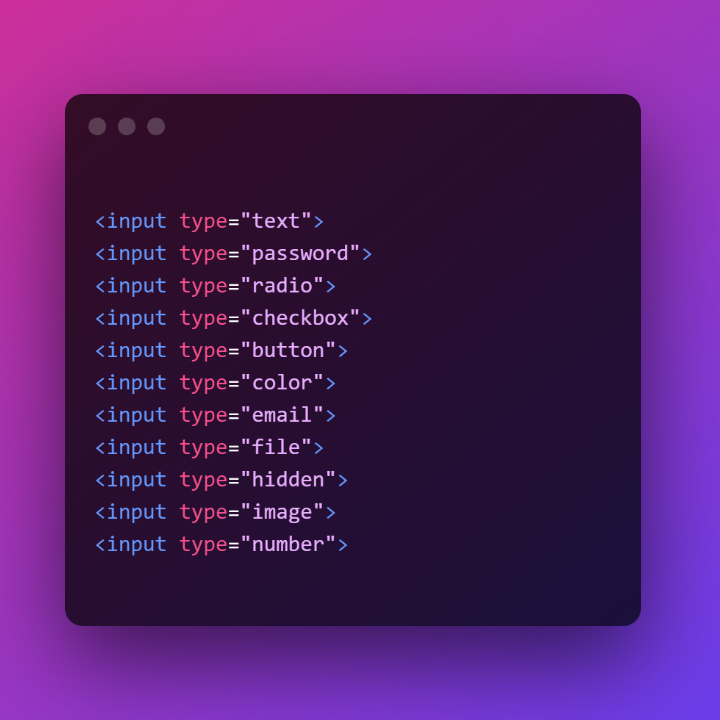 <input type="text">
<input type="password">
<input type="radio">
<input type="checkbox">
<input type="button">
<input type="color">
<input type="email">
<input type="file">
<input type="hidden">
<input type="image">
<input type="number">